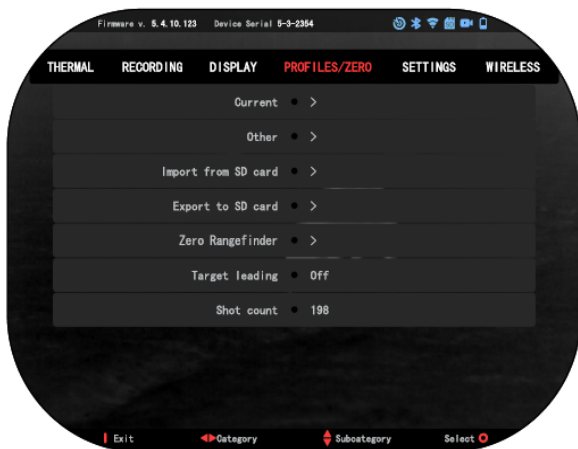 Firmware v. 5.4.10.123 Device Serial 5-3-2354
THERMAL RECORDING DISPLAY PROFILES/ZERO SETTINGS WIRELESS
Current >
Other >
Import from SD card >
Export to SD card >
Zero Rangefinder >
Target leading Off
Shot count 198
Exit Category Subcategory Select